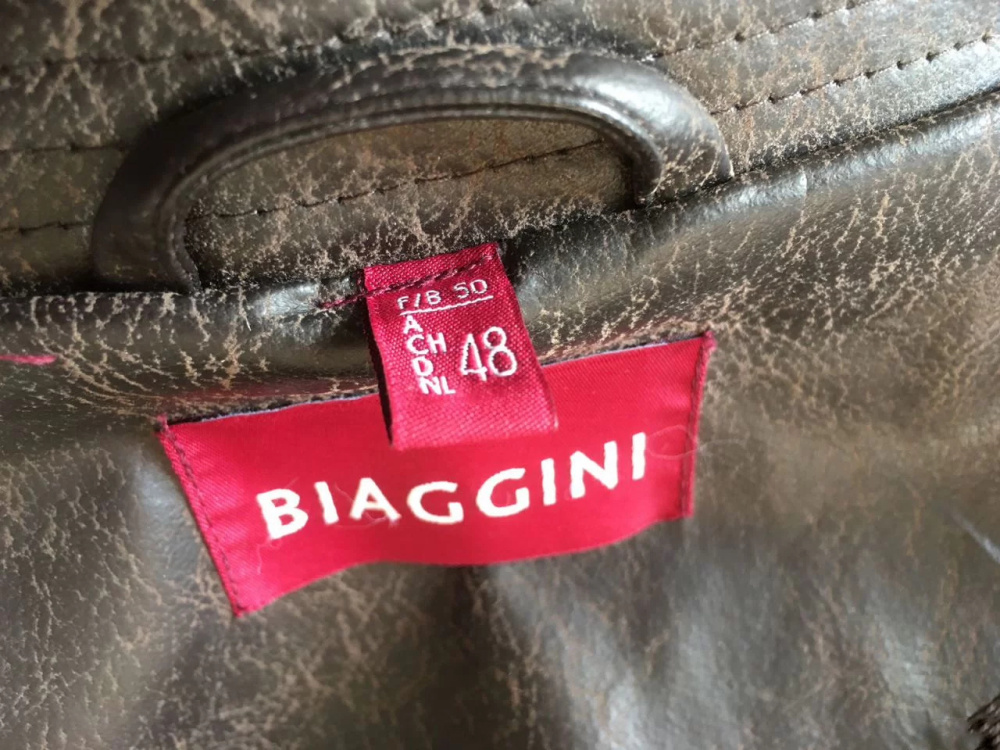 F/B 50
A
CH
D
NL
48
BIAGGINI